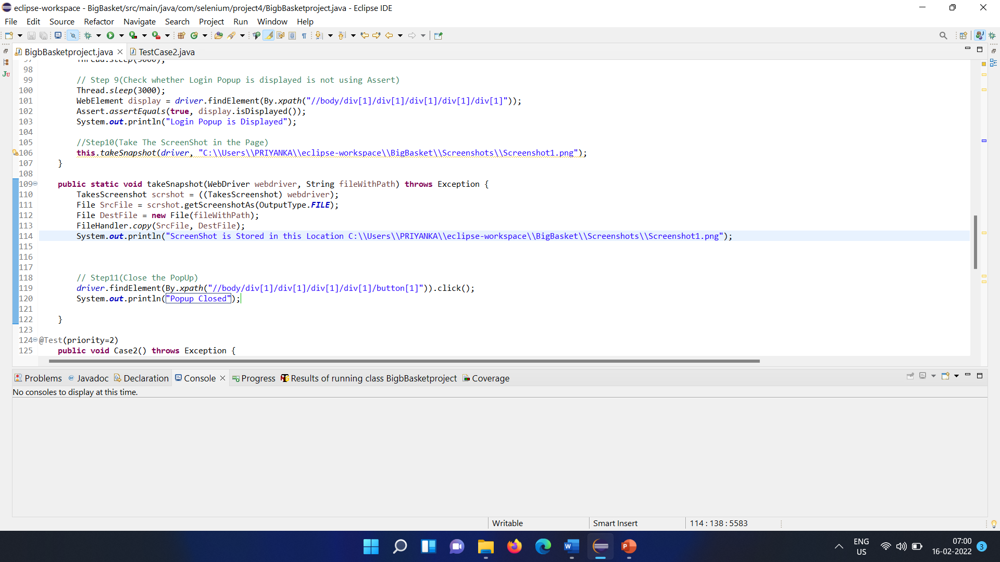 eclipse-workspace - BigBasket/src/main/java/com/selenium/project4/BigbBasketproject.java - Eclipse IDE
File Edit Source Refactor Navigate Search Project Run Window Help
BigbBasketproject.java TestCase2.java
97 Thread.sleep(3000);
98
99 // Step 9(Check whether Login Popup is displayed is not using Assert)
100 Thread.sleep(3000);
101 WebElement display = driver.findElement(By.xpath("//body/div[1]/div[1]/div[1]/div[1]/div[1]"));
102 Assert.assertEquals(true, display.isDisplayed());
103 System.out.println("Login Popup is Displayed");
104
105 //Step10(Take The ScreenShot in the Page)
106 this.takeSnapshot(driver, "C:\\Users\\PRIYANKA\\eclipse-workspace\\BigBasket\\Screenshots\\Screenshot1.png");
107 }
108
109 public static void takeSnapshot(WebDriver webdriver, String fileWithPath) throws Exception {
110 TakesScreenshot scrshot = ((TakesScreenshot) webdriver);
111 File SrcFile = scrshot.getScreenshotAs(OutputType.FILE);
112 File DestFile = new File(fileWithPath);
113 FileHandler.copy(SrcFile, DestFile);
114 System.out.println("ScreenShot is Stored in this Location C:\\Users\\PRIYANKA\\eclipse-workspace\\BigBasket\\Screenshots\\Screenshot1.png");
115
116
117
118 // Step11(Close the PopUp)
119 driver.findElement(By.xpath("//body/div[1]/div[1]/div[1]/div[1]/button[1]")).click();
120 System.out.println("Popup Closed");
121
122 }
123
124 @Test(priority=2)
125 public void Case2() throws Exception {
Problems Javadoc Declaration Console Progress Results of running class BigbBasketproject Coverage
No consoles to display at this time.
Writable Smart Insert 114 : 138 : 5583
ENG US 07:00 16-02-2022 3